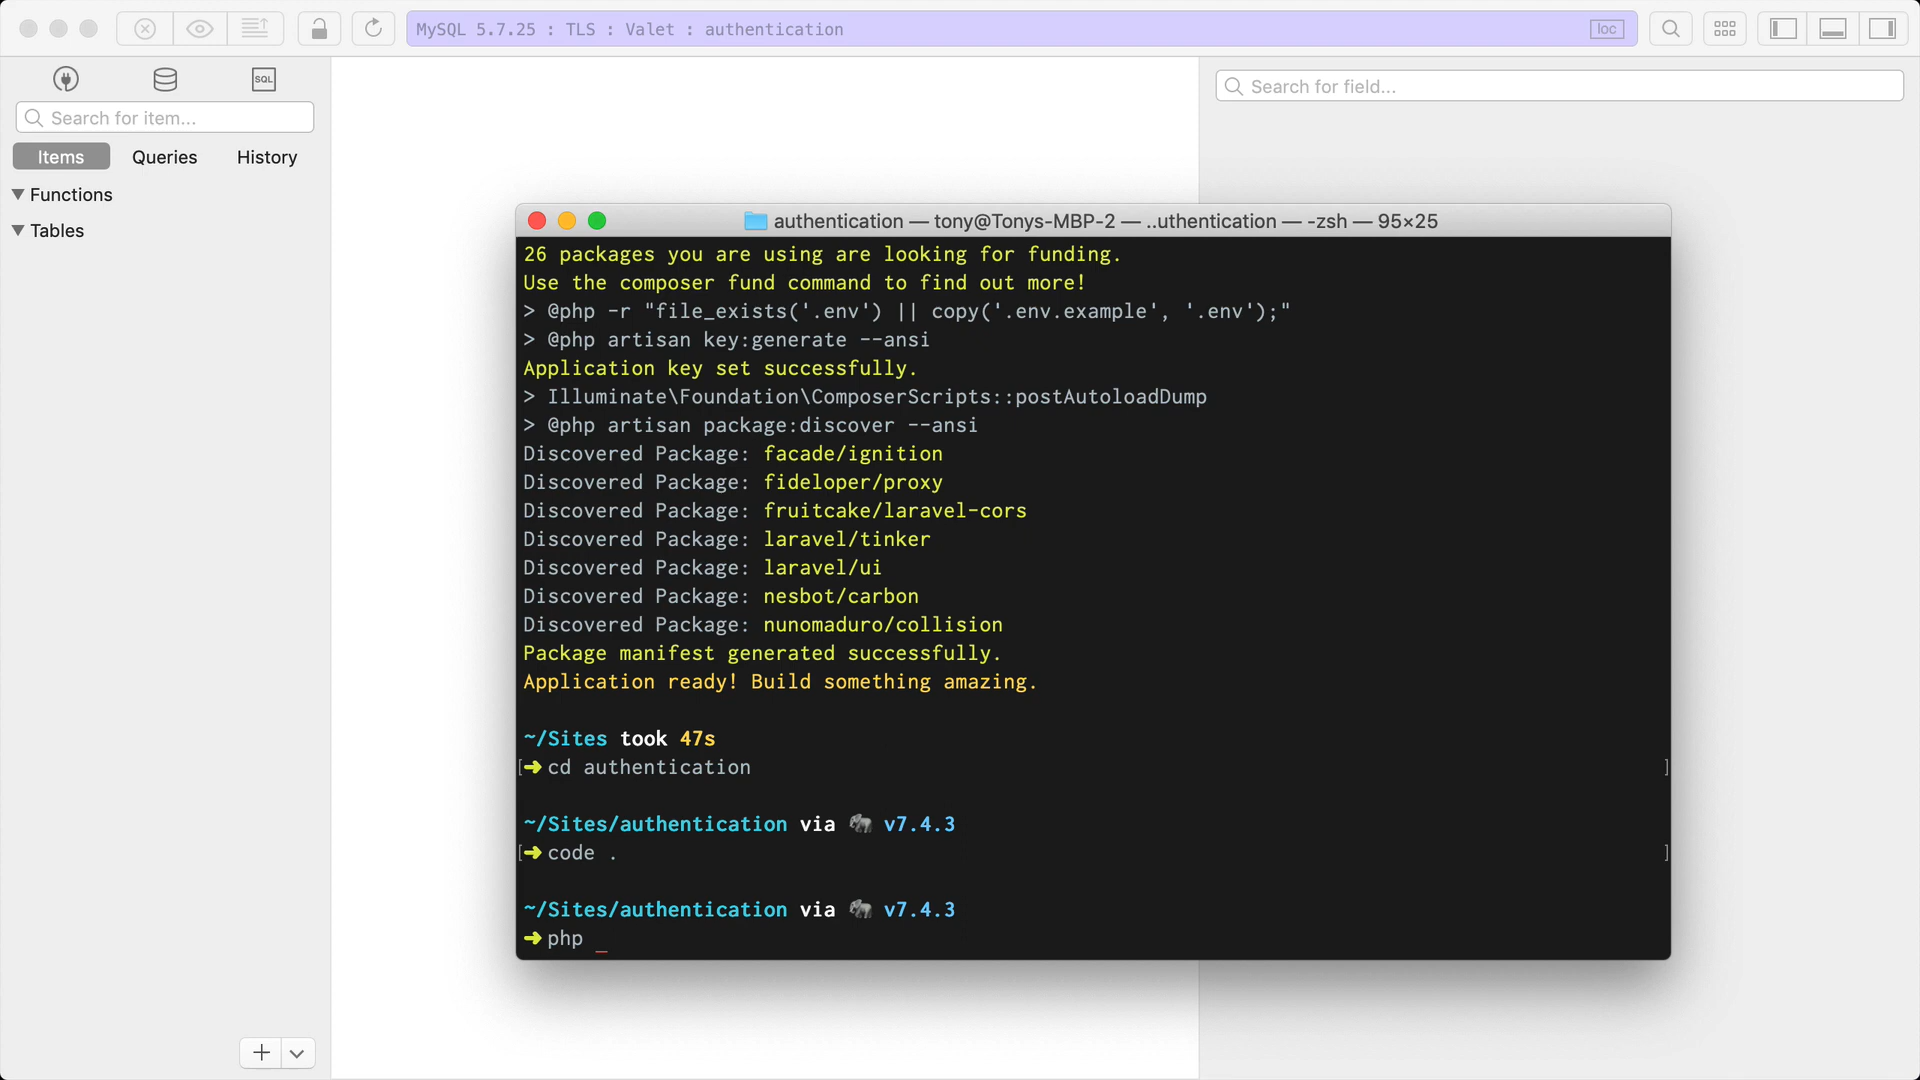 MySQL 5.7.25 : TLS : Valet : authentication
loc
SQL
Search for item...
Search for field...
Items
Queries
History
Functions
Tables
authentication — tony@Tonys-MBP-2 — ..uthentication — -zsh — 95×25
26 packages you are using are looking for funding.
Use the composer fund command to find out more!
> @php -r "file_exists('.env') || copy('.env.example', '.env');"
> @php artisan key:generate --ansi
Application key set successfully.
> Illuminate\Foundation\ComposerScripts::postAutoloadDump
> @php artisan package:discover --ansi
Discovered Package: facade/ignition
Discovered Package: fideloper/proxy
Discovered Package: fruitcake/laravel-cors
Discovered Package: laravel/tinker
Discovered Package: laravel/ui
Discovered Package: nesbot/carbon
Discovered Package: nunomaduro/collision
Package manifest generated successfully.
Application ready! Build something amazing.
~/Sites took 47s
[➜ cd authentication ]
~/Sites/authentication via 🐘 v7.4.3
[➜ code . ]
~/Sites/authentication via 🐘 v7.4.3
➜ php _